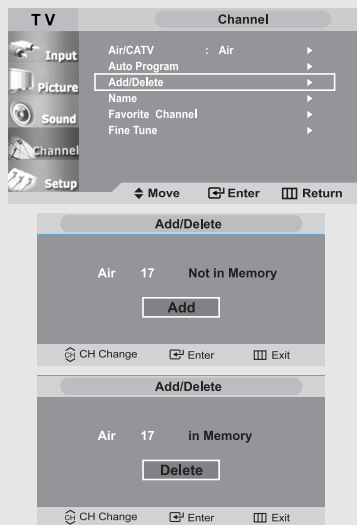 TV Channel
Input
Picture
Sound
Channel
Setup
Air/CATV : Air
Auto Program
Add/Delete
Name
Favorite Channel
Fine Tune
Move Enter Return
Add/Delete
Air 17 Not in Memory
Add
CH CH Change Enter Exit
Add/Delete
Air 17 in Memory
Delete
CH CH Change Enter Exit